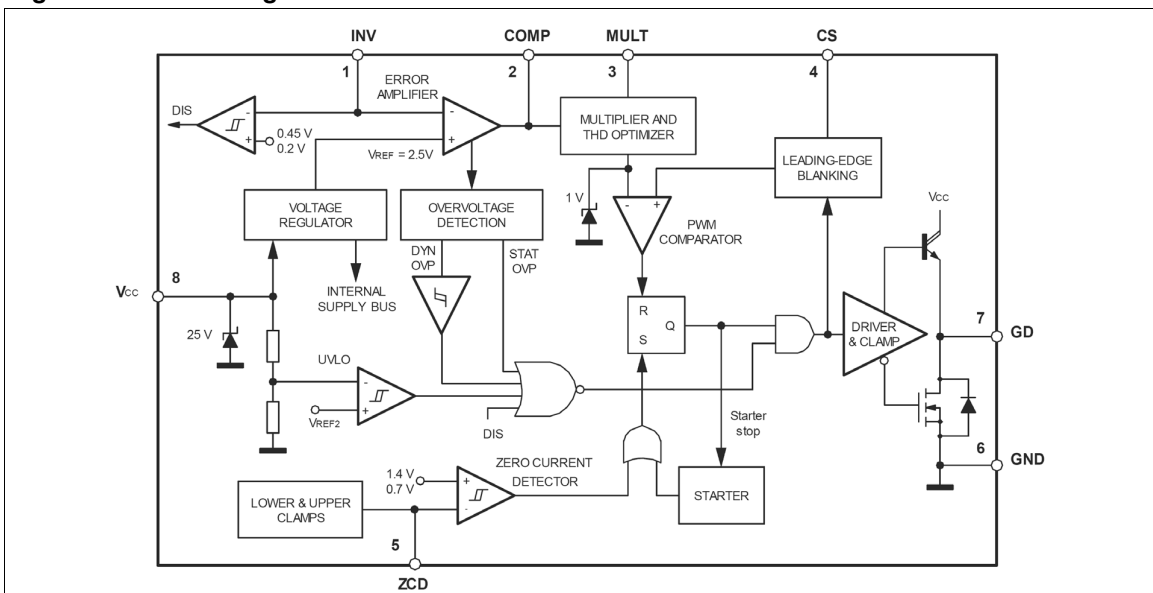 INV
COMP
MULT
CS
1
2
3
4
ERROR
AMPLIFIER
DIS
-
+
0.45 V
0.2 V
-
+
VREF = 2.5V
MULTIPLIER AND
THD OPTIMIZER
LEADING-EDGE
BLANKING
VOLTAGE
REGULATOR
OVERVOLTAGE
DETECTION
1 V
-
+
PWM
COMPARATOR
Vcc
DYN
OVP
STAT
OVP
INTERNAL
SUPPLY BUS
8
Vcc
25 V
R
S
Q
DRIVER
& CLAMP
7
GD
UVLO
-
+
VREF2
DIS
Starter
stop
6
GND
ZERO CURRENT
DETECTOR
1.4 V
0.7 V
+
-
LOWER & UPPER
CLAMPS
STARTER
5
ZCD